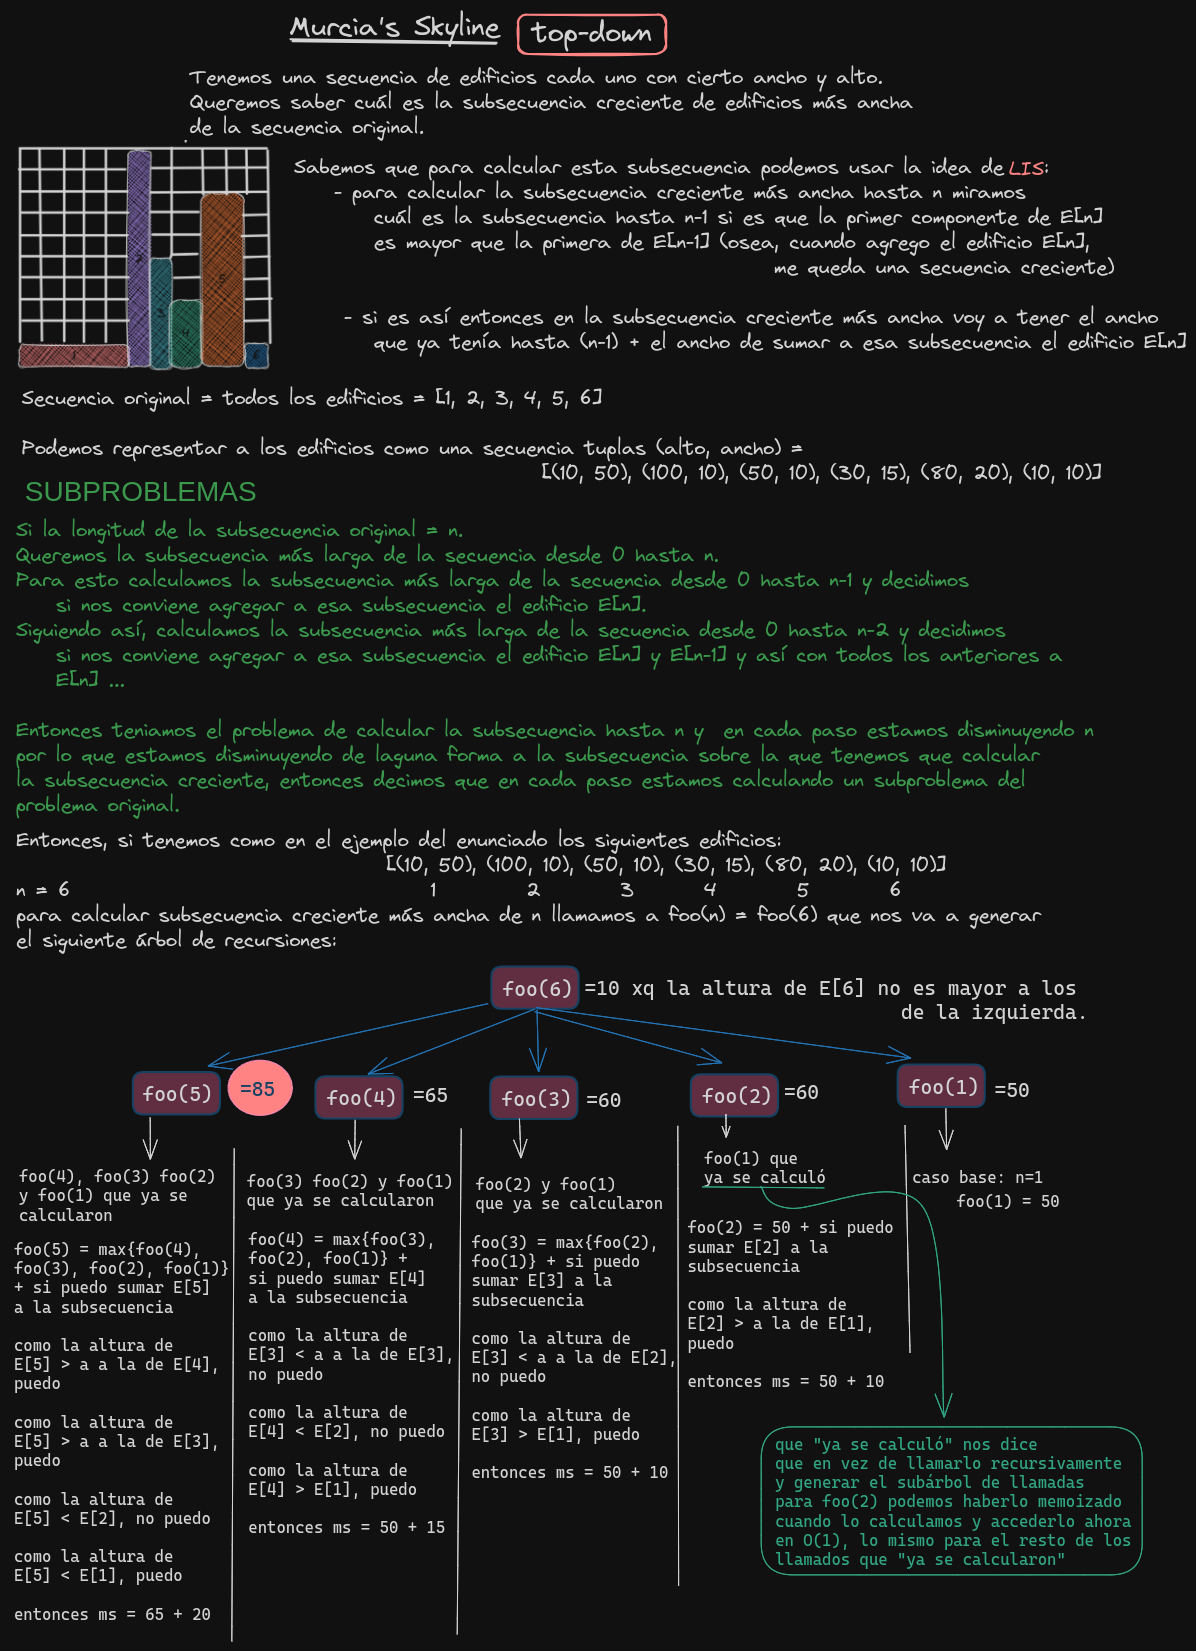 Murcia's Skyline top-down
Tenemos una secuencia de edificios cada uno con cierto ancho y alto.
Queremos saber cuál es la subsecuencia creciente de edificios más ancha
de la secuencia original.
Sabemos que para calcular esta subsecuencia podemos usar la idea de LIS:
- para calcular la subsecuencia creciente más ancha hasta n miramos
cuál es la subsecuencia hasta n-1 si es que la primer componente de E[n]
es mayor que la primera de E[n-1] (osea, cuando agrego el edificio E[n],
me queda una secuencia creciente)
- si es así entonces en la subsecuencia creciente más ancha voy a tener el ancho
que ya tenía hasta (n-1) + el ancho de sumar a esa subsecuencia el edificio E[n]
1
2
3
4
5
6
Secuencia original = todos los edificios = [1, 2, 3, 4, 5, 6]
Podemos representar a los edificios como una secuencia tuplas (alto, ancho) =
[(10, 50), (100, 10), (50, 10), (30, 15), (80, 20), (10, 10)]
SUBPROBLEMAS
Si la longitud de la subsecuencia original = n.
Queremos la subsecuencia más larga de la secuencia desde 0 hasta n.
Para esto calculamos la subsecuencia más larga de la secuencia desde 0 hasta n-1 y decidimos
si nos conviene agregar a esa subsecuencia el edificio E[n].
Siguiendo así, calculamos la subsecuencia más larga de la secuencia desde 0 hasta n-2 y decidimos
si nos conviene agregar a esa subsecuencia el edificio E[n] y E[n-1] y así con todos los anteriores a
E[n] ...
Entonces teniamos el problema de calcular la subsecuencia hasta n y en cada paso estamos disminuyendo n
por lo que estamos disminuyendo de laguna forma a la subsecuencia sobre la que tenemos que calcular
la subsecuencia creciente, entonces decimos que en cada paso estamos calculando un subproblema del
problema original.
Entonces, si tenemos como en el ejemplo del enunciado los siguientes edificios:
[(10, 50), (100, 10), (50, 10), (30, 15), (80, 20), (10, 10)]
n = 6 1 2 3 4 5 6
para calcular subsecuencia creciente más ancha de n llamamos a foo(n) = foo(6) que nos va a generar
el siguiente árbol de recursiones:
foo(6) =10 xq la altura de E[6] no es mayor a los
de la izquierda.
foo(5) =85
foo(4) =65
foo(3) =60
foo(2) =60
foo(1) =50
foo(4), foo(3) foo(2)
y foo(1) que ya se
calcularon
foo(5) = max{foo(4),
foo(3), foo(2), foo(1)}
+ si puedo sumar E[5]
a la subsecuencia
como la altura de
E[5] > a a la de E[4],
puedo
como la altura de
E[5] > a a la de E[3],
puedo
como la altura de
E[5] < E[2], no puedo
como la altura de
E[5] < E[1], puedo
entonces ms = 65 + 20
foo(3) foo(2) y foo(1)
que ya se calcularon
foo(4) = max{foo(3),
foo(2), foo(1)} +
si puedo sumar E[4]
a la subsecuencia
como la altura de
E[3] < a a la de E[3],
no puedo
como la altura de
E[4] < E[2], no puedo
como la altura de
E[4] > E[1], puedo
entonces ms = 50 + 15
foo(2) y foo(1)
que ya se calcularon
foo(3) = max{foo(2),
foo(1)} + si puedo
sumar E[3] a la
subsecuencia
como la altura de
E[3] < a a la de E[2],
no puedo
como la altura de
E[3] > E[1], puedo
entonces ms = 50 + 10
foo(1) que
ya se calculó
foo(2) = 50 + si puedo
sumar E[2] a la
subsecuencia
como la altura de
E[2] > a la de E[1],
puedo
entonces ms = 50 + 10
caso base: n=1
foo(1) = 50
que "ya se calculó" nos dice
que en vez de llamarlo recursivamente
y generar el subárbol de llamadas
para foo(2) podemos haberlo memoizado
cuando lo calculamos y accederlo ahora
en O(1), lo mismo para el resto de los
llamados que "ya se calcularon"